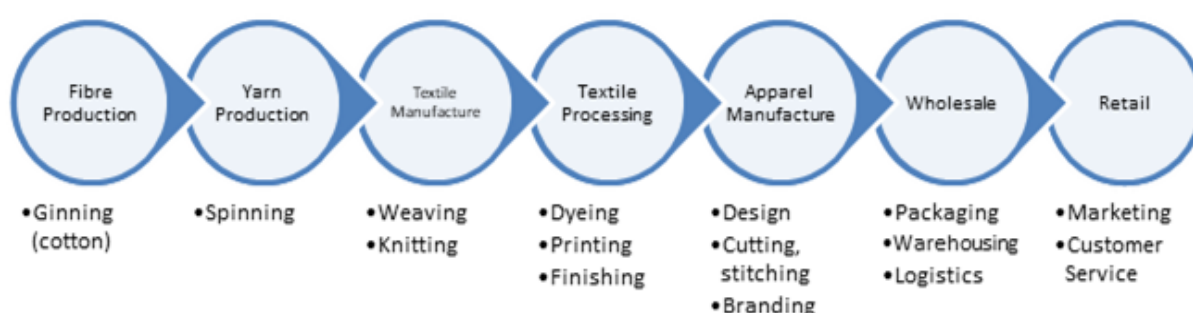 Fibre
Production
Yarn
Production
Textile
Manufacture
Textile
Processing
Apparel
Manufacture
Wholesale
Retail
•Ginning
(cotton)
•Spinning
•Weaving
•Knitting
•Dyeing
•Printing
•Finishing
•Design
•Cutting,
stitching
•Branding
•Packaging
•Warehousing
•Logistics
•Marketing
•Customer
Service